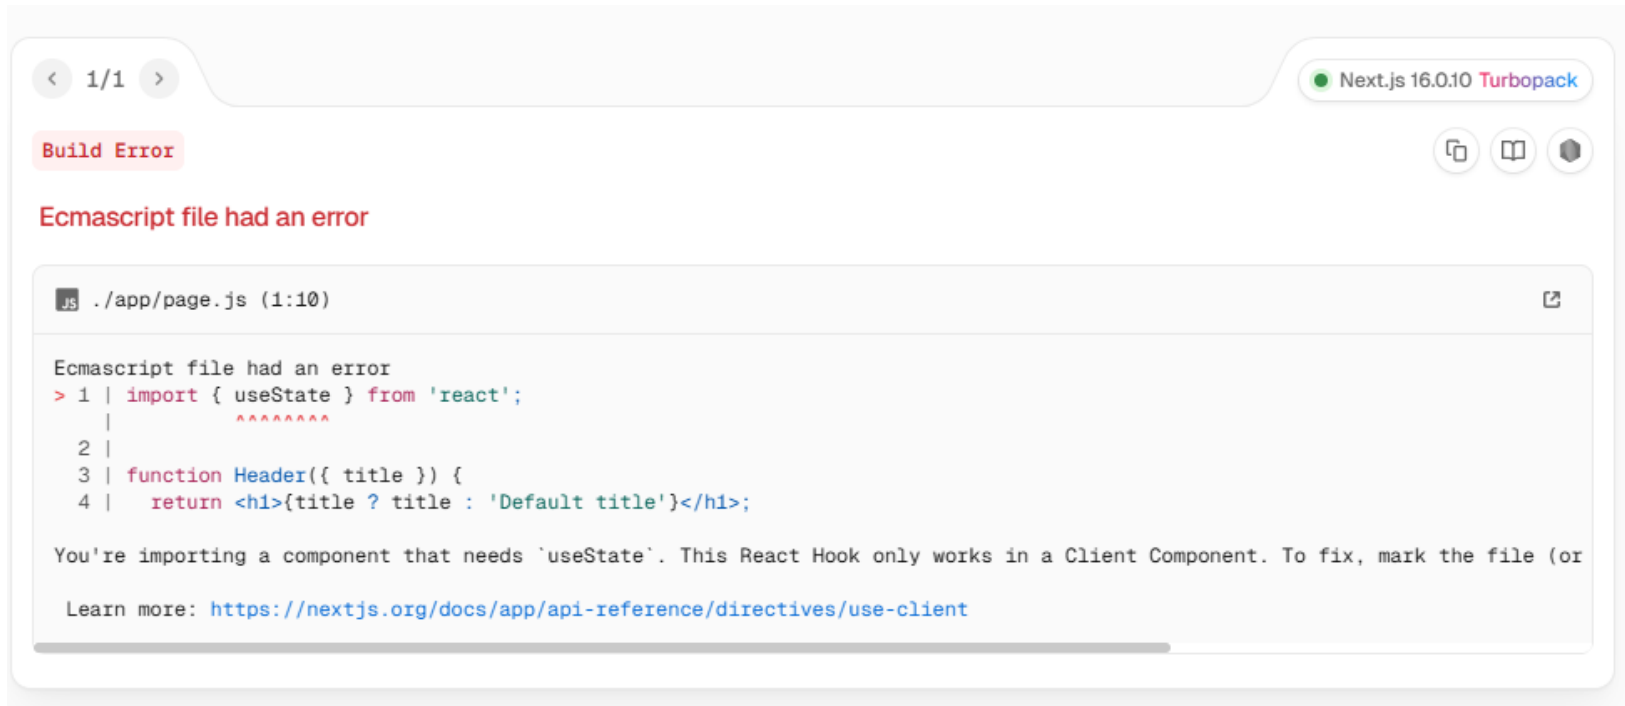 1/1
Next.js 16.0.10 Turbopack
Build Error
Ecmascript file had an error
JS ./app/page.js (1:10)
Ecmascript file had an error
> 1 | import { useState } from 'react';
    |          ^^^^^^^^
  2 |
  3 | function Header({ title }) {
  4 |   return <h1>{title ? title : 'Default title'}</h1>;
You're importing a component that needs `useState`. This React Hook only works in a Client Component. To fix, mark the file (or
Learn more: https://nextjs.org/docs/app/api-reference/directives/use-client